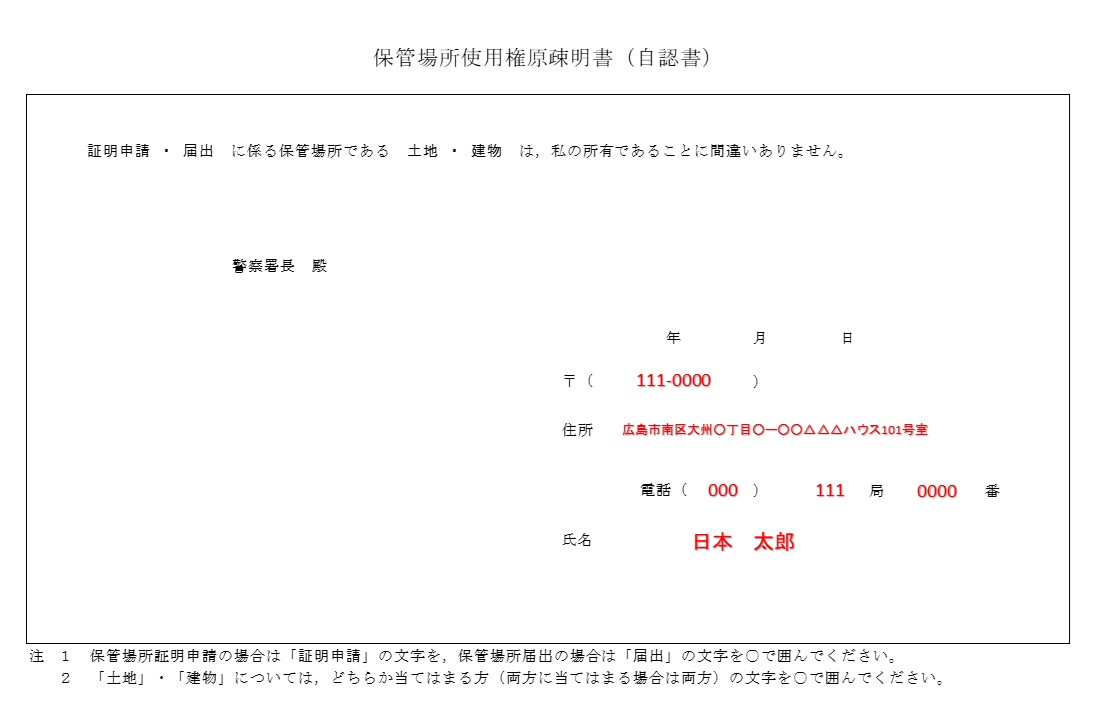 保管場所使用権原疎明書（自認書）
証明申請 ・ 届出　に係る保管場所である　土地 ・ 建物　は，私の所有であることに間違いありません。
警察署長　殿
年　月　日
〒（　111-0000　）
住所　広島市南区大州〇丁目〇ー〇〇△△△ハウス101号室
電話（　000　）　111　局　0000　番
氏名　日本　太郎
注　1　保管場所証明申請の場合は「証明申請」の文字を，保管場所届出の場合は「届出」の文字を○で囲んでください。
2　「土地」・「建物」については，どちらか当てはまる方（両方に当てはまる場合は両方）の文字を○で囲んでください。